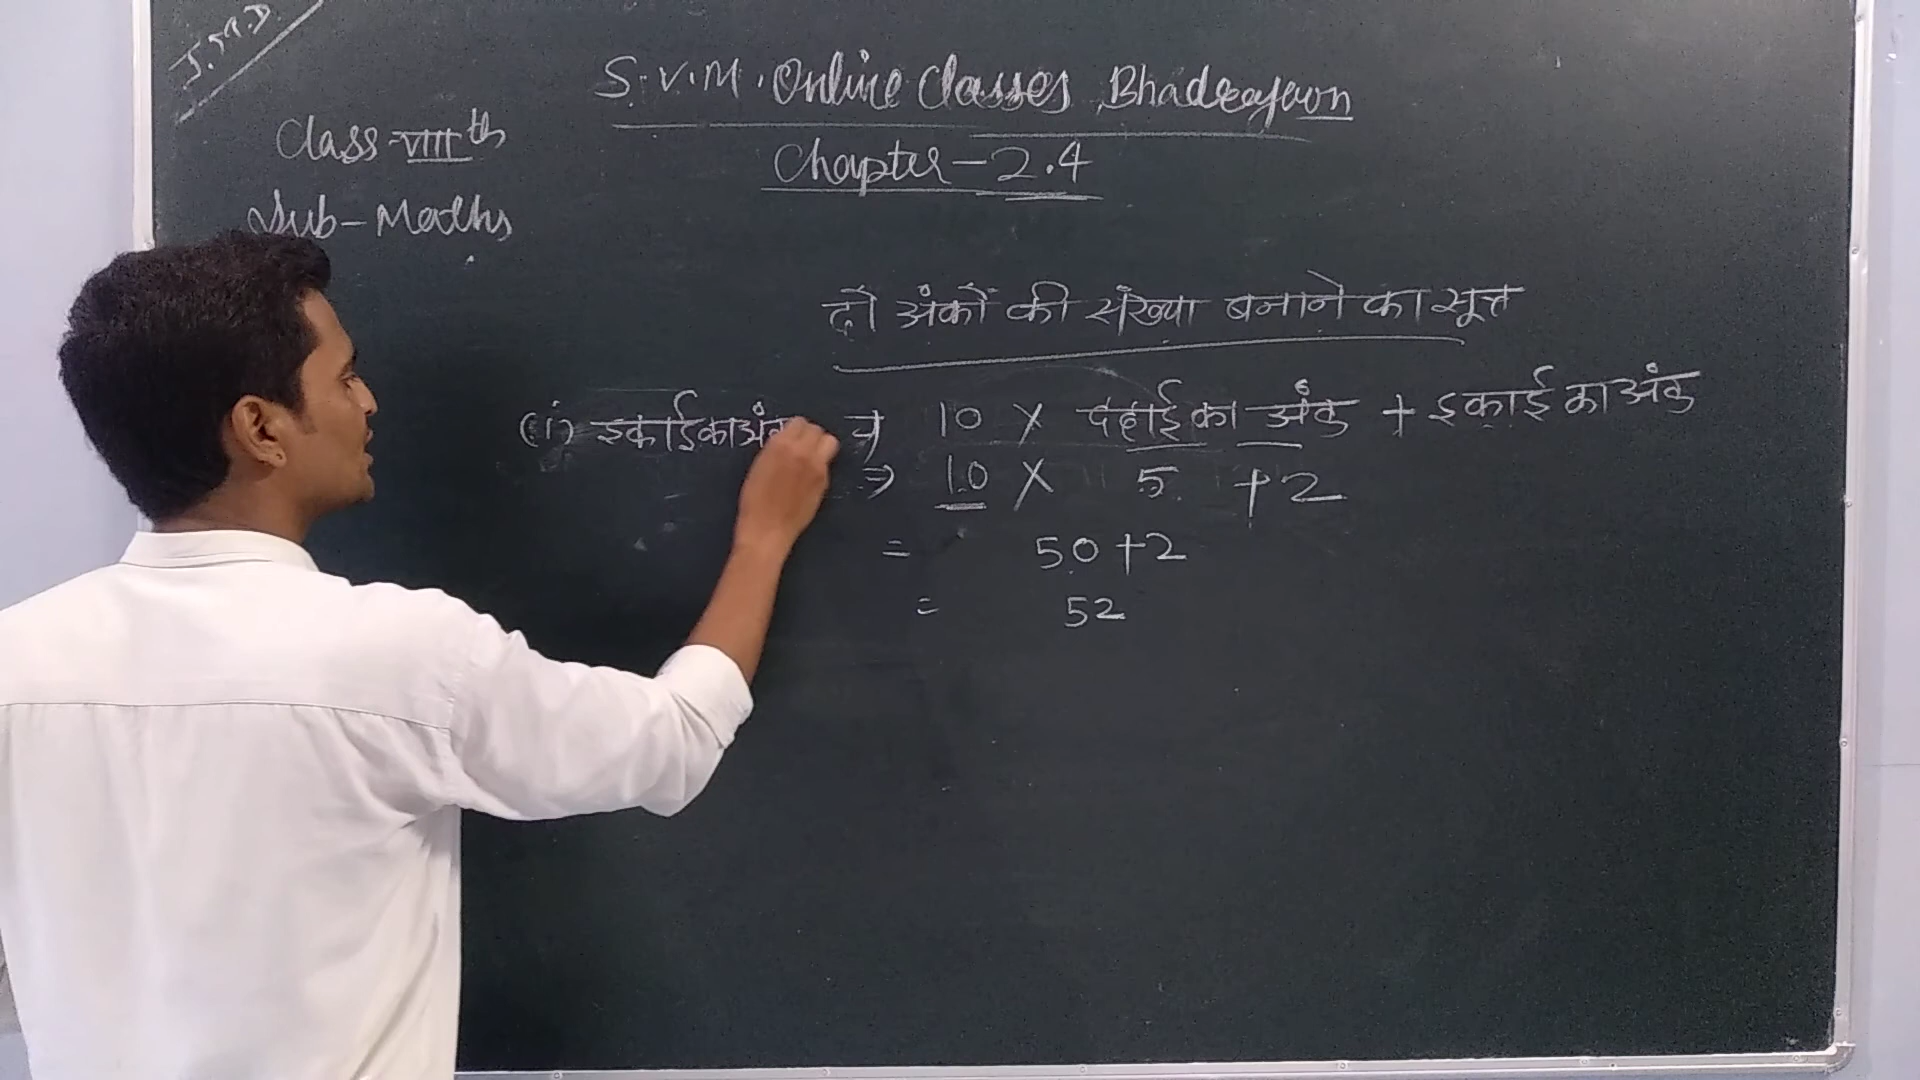 S.V.M. Online Classes, Bhadeagaon
Class-VIIIth
Chapter-2.4
Sub-Maths
दो अंकों की संख्या बनाने का सूत्र
(i) इकाई का अंक
10 × दहाई का अंक + इकाई का अंक
⇒ 10 × 5 + 2
= 50+2
= 52